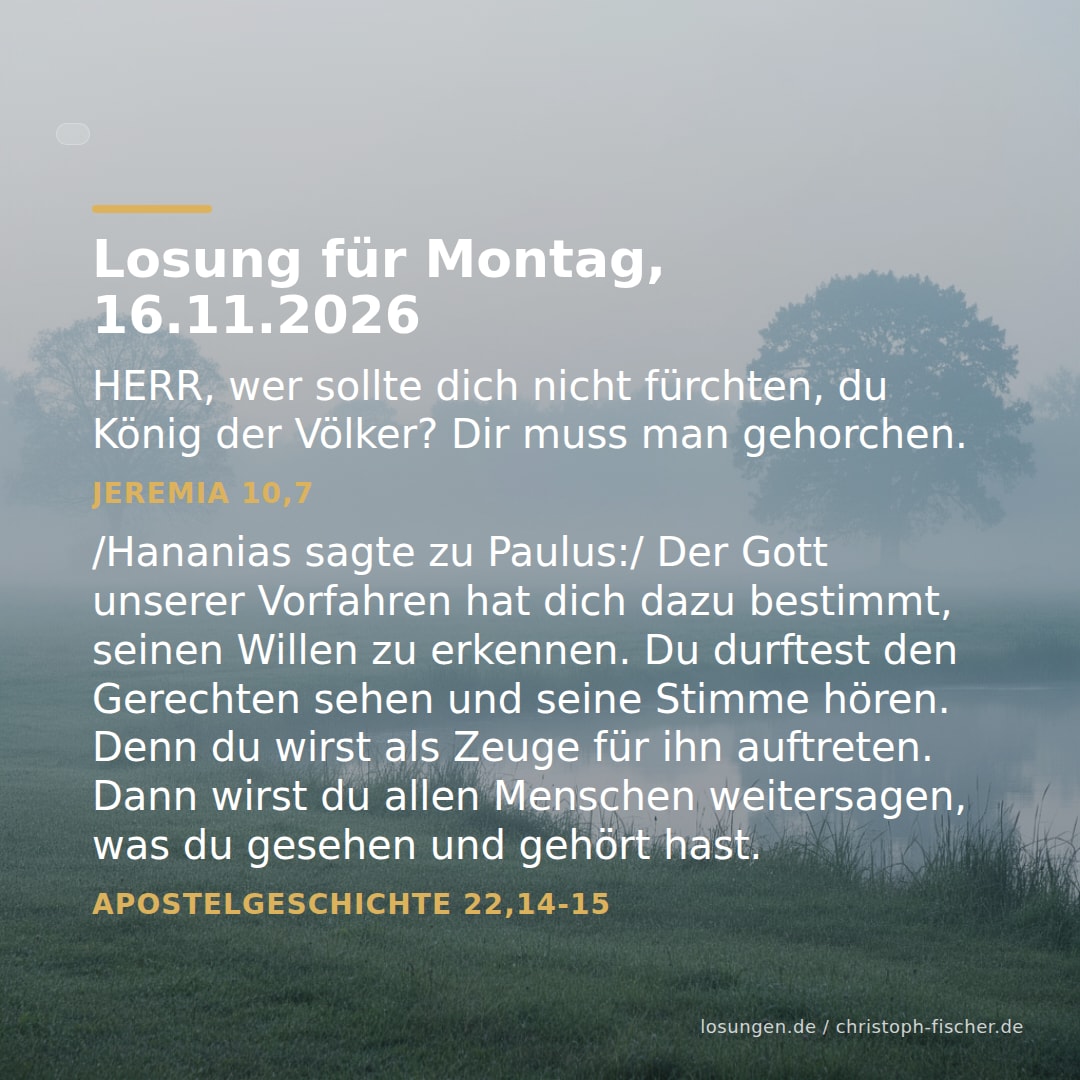 Losung für Montag,
16.11.2026
HERR, wer sollte dich nicht fürchten, du
König der Völker? Dir muss man gehorchen.
JEREMIA 10,7
/Hananias sagte zu Paulus:/ Der Gott
unserer Vorfahren hat dich dazu bestimmt,
seinen Willen zu erkennen. Du durftest den
Gerechten sehen und seine Stimme hören.
Denn du wirst als Zeuge für ihn auftreten.
Dann wirst du allen Menschen weitersagen,
was du gesehen und gehört hast.
APOSTELGESCHICHTE 22,14-15
losungen.de / christoph-fischer.de